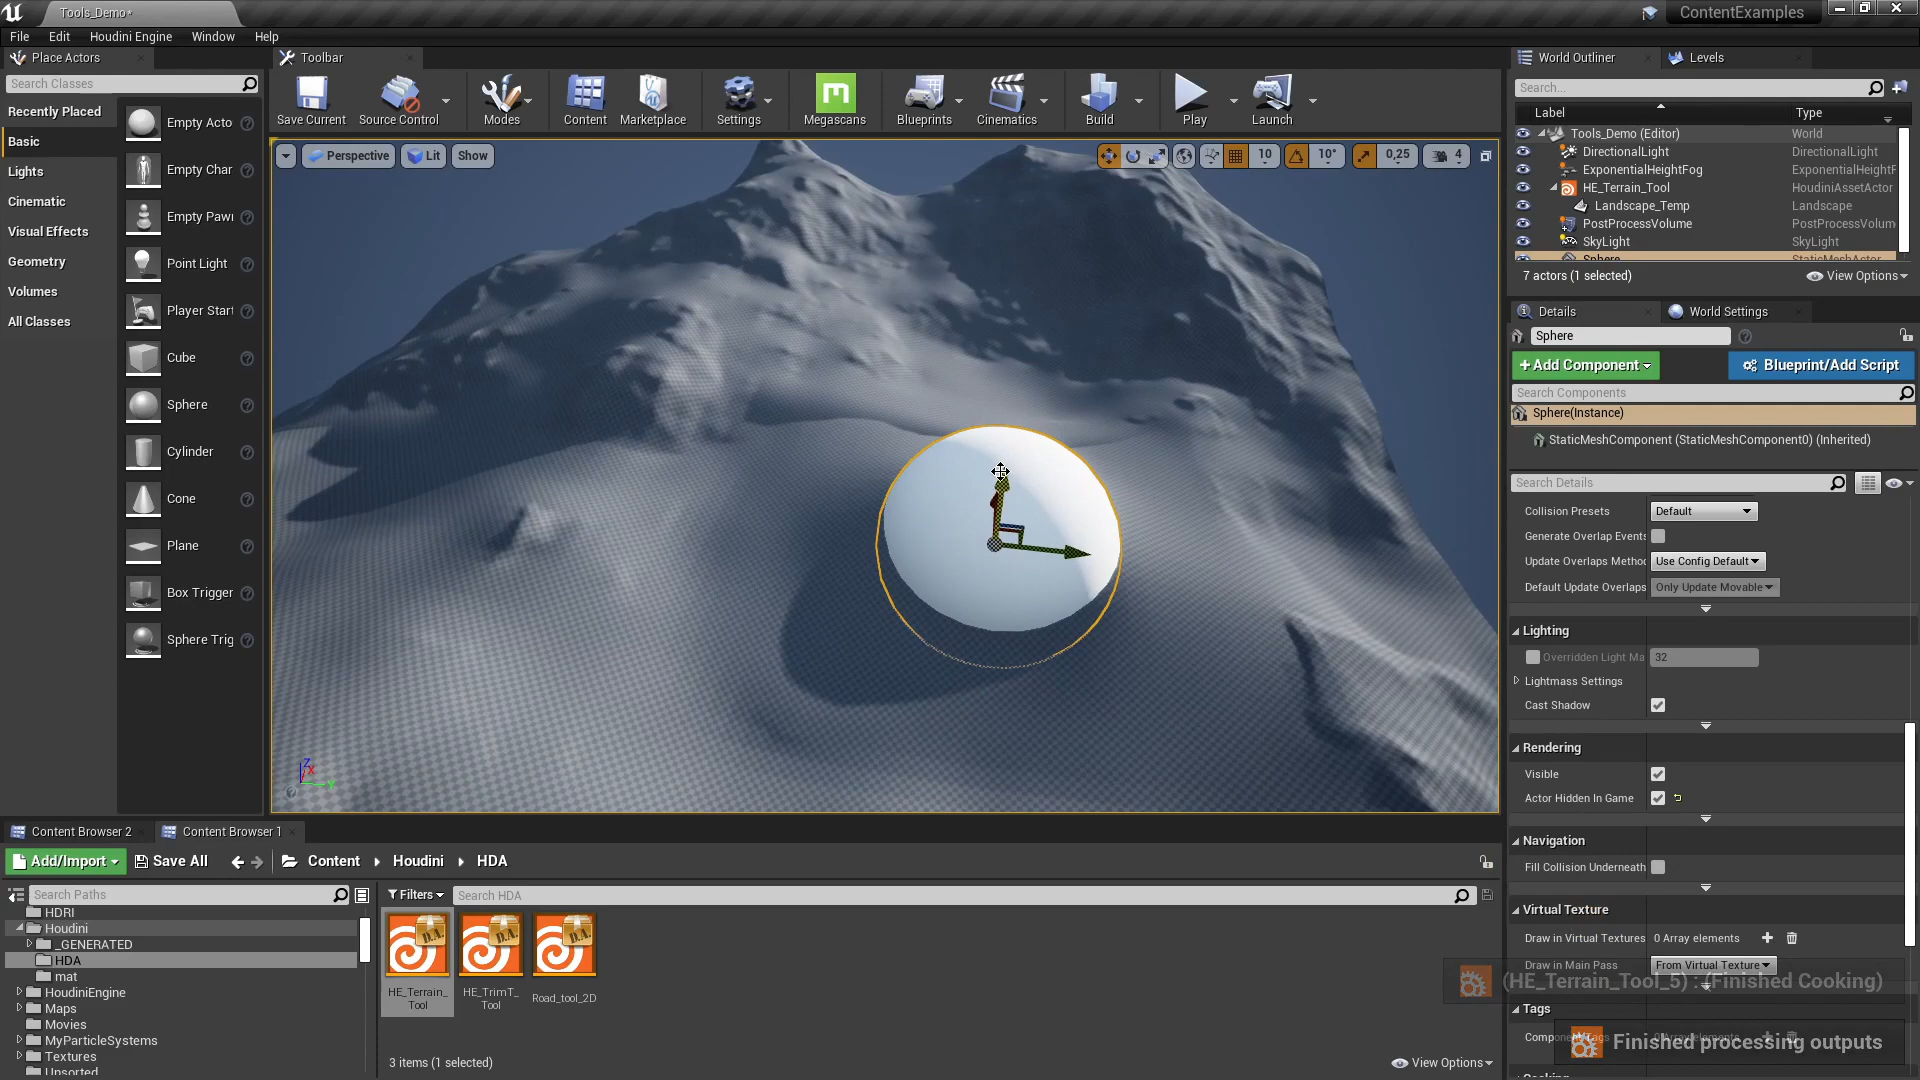 Tools_Demo*
ContentExamples
File Edit Houdini Engine Window Help
Place Actors
Toolbar
World Outliner
Levels
Search Classes
Save Current
Source Control
Modes
Content
Marketplace
Settings
Megascans
Blueprints
Cinematics
Build
Play
Launch
Search...
Label
Type
Recently Placed
Basic
Lights
Cinematic
Visual Effects
Geometry
Volumes
All Classes
Empty Acto
Empty Char
Empty Pawn
Point Light
Player Start
Cube
Sphere
Cylinder
Cone
Plane
Box Trigger
Sphere Trig
Perspective
Lit
Show
10
10°
0,25
4
Tools_Demo (Editor) World
DirectionalLight DirectionalLight
ExponentialHeightFog ExponentialHeightF
HE_Terrain_Tool HoudiniAssetActor
Landscape_Temp Landscape
PostProcessVolume PostProcessVolum
SkyLight SkyLight
Sphere StaticMeshActor
7 actors (1 selected)
View Options
Details
World Settings
Sphere
+Add Component
Blueprint/Add Script
Search Components
Sphere(Instance)
StaticMeshComponent (StaticMeshComponent0) (Inherited)
Search Details
Collision Presets Default
Generate Overlap Events
Update Overlaps Metho Use Config Default
Default Update Overlaps Only Update Movable
Lighting
Overridden Light Ma 32
Lightmass Settings
Cast Shadow
Rendering
Visible
Actor Hidden In Game
Navigation
Fill Collision Underneath
Virtual Texture
Draw in Virtual Textures 0 Array elements
Draw in Main Pass From Virtual Texture
(HE_Terrain_Tool_5) : (Finished Cooking)
Tags
Component Tags 0 Array elements
Finished processing outputs
Z
X
Y
Content Browser 2
Content Browser 1
Add/Import
Save All
Content
Houdini
HDA
Search Paths
Filters
Search HDA
HDRI
Houdini
_GENERATED
HDA
mat
HoudiniEngine
Maps
Movies
MyParticleSystems
Textures
Unsorted
D.A.
D.A.
D.A.
HE_Terrain_
Tool
HE_TrimT_
Tool
Road_tool_2D
3 items (1 selected)
View Options